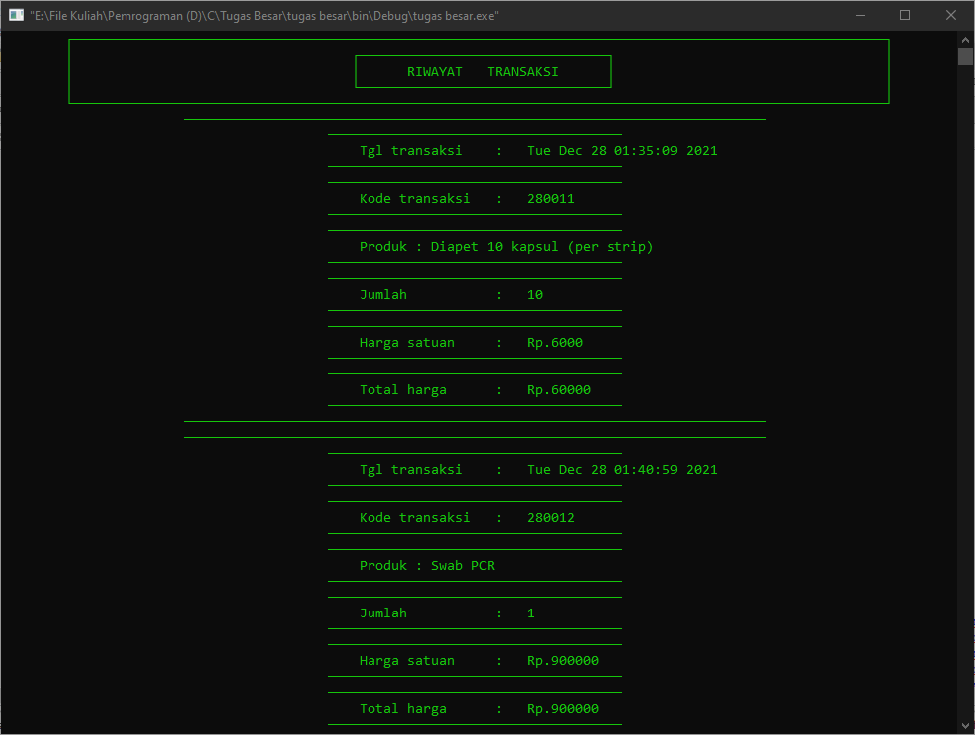 "E:\File Kuliah\Pemrograman (D)\C\Tugas Besar\tugas besar\bin\Debug\tugas besar.exe"
RIWAYAT TRANSAKSI
Tgl transaksi : Tue Dec 28 01:35:09 2021
Kode transaksi : 280011
Produk : Diapet 10 kapsul (per strip)
Jumlah : 10
Harga satuan : Rp.6000
Total harga : Rp.60000
Tgl transaksi : Tue Dec 28 01:40:59 2021
Kode transaksi : 280012
Produk : Swab PCR
Jumlah : 1
Harga satuan : Rp.900000
Total harga : Rp.900000